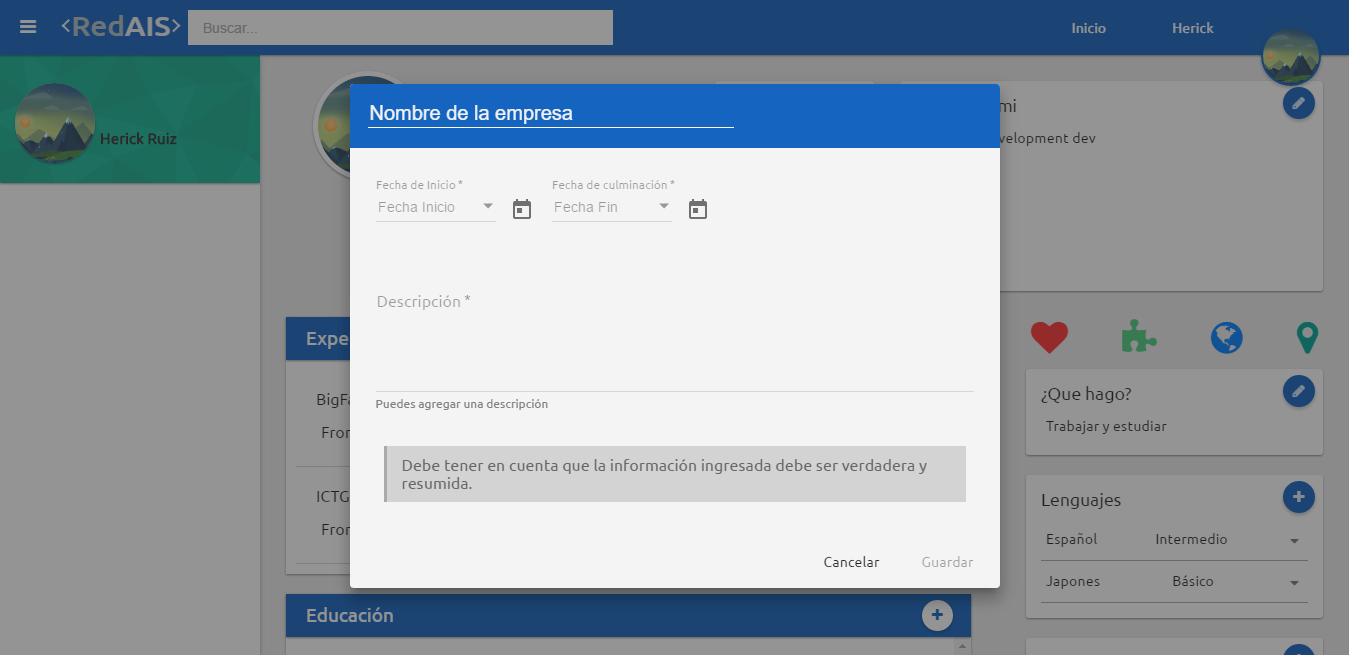 <RedAIS>
Buscar...
Inicio
Herick
Herick Ruiz
Nombre de la empresa
mi
velopment dev
Fecha de Inicio *
Fecha de culminación *
Fecha Inicio
Fecha Fin
Descripción *
Puedes agregar una descripción
Debe tener en cuenta que la información ingresada debe ser verdadera y
resumida.
Cancelar
Guardar
Expe
BigFa
Fron
ICTG
Fron
Educación
¿Que hago?
Trabajar y estudiar
Lenguajes
Español
Intermedio
Japones
Básico